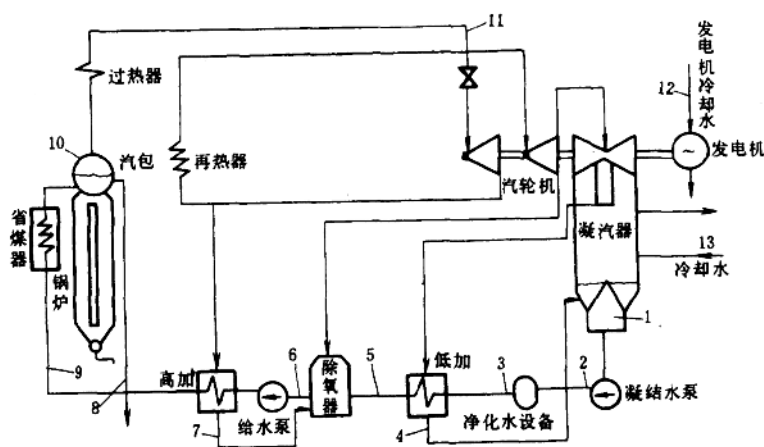 11
过热器
发电机冷却水
12
10
汽包
再热器
汽轮机
~
发电机
省煤器
锅炉
凝汽器
13
冷却水
1
9
8
高加
7
给水泵
6
除氧器
5
低加
4
3
净化水设备
2
凝结水泵